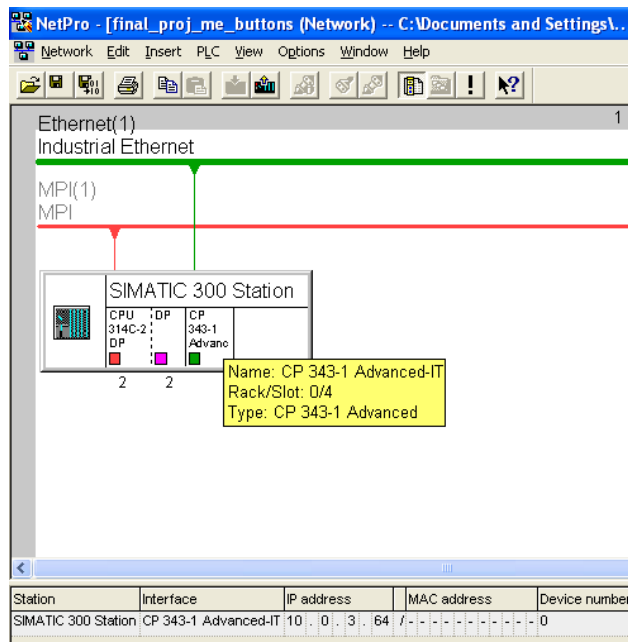 NetPro - [final_proj_me_buttons (Network) -- C:\Documents and Settings\...
Network Edit Insert PLC View Options Window Help
Ethernet(1)
1
Industrial Ethernet
MPI(1)
MPI
SIMATIC 300 Station
CPU 314C-2 DP
DP
CP 343-1 Advanc
2 2
Name: CP 343-1 Advanced-IT
Rack/Slot: 0/4
Type: CP 343-1 Advanced
Station Interface IP address MAC address Device number
SIMATIC 300 Station CP 343-1 Advanced-IT 10 . 0 . 3 . 64 / - - - - - - - - - - - 0